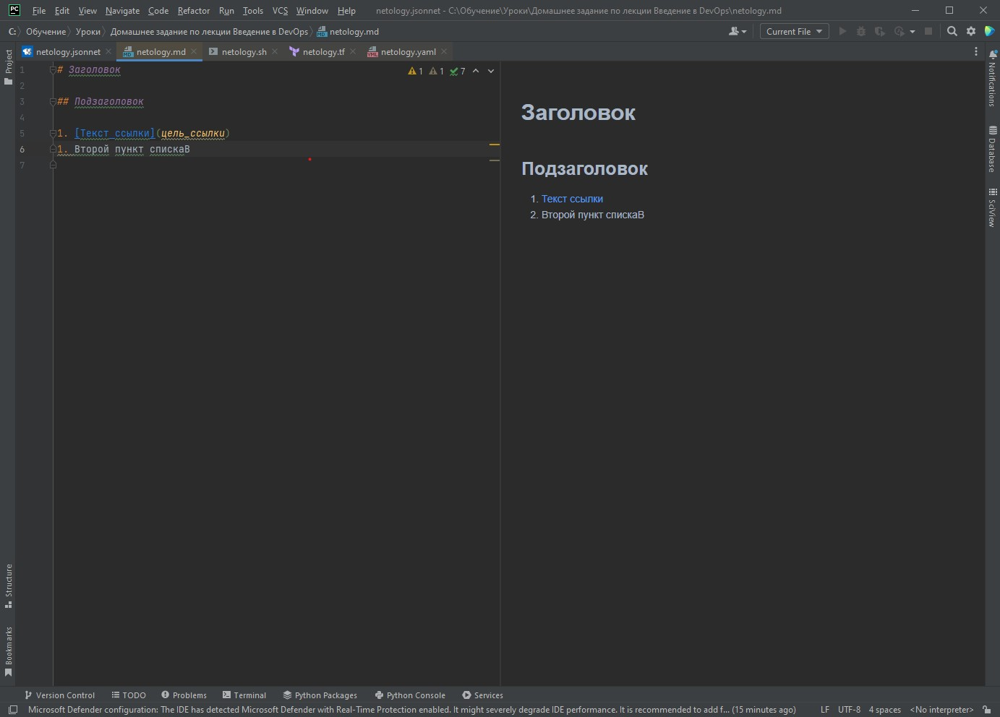 PC File Edit View Navigate Code Refactor Run Tools VCS Window Help netology.jsonnet - C:\Обучение\Уроки\Домашнее задание по лекции Введение в DevOps\netology.md
C: Обучение Уроки Домашнее задание по лекции Введение в DevOps netology.md Current File
netology.jsonnet netology.md netology.sh netology.tf netology.yaml
Project
Structure
Bookmarks
1 # Заголовок
2
3 ## Подзаголовок
4
5 1. [Текст ссылки](цель_ссылки)
6 1. Второй пункт спискаВ
7
1 1 7
Заголовок
Подзаголовок
1. Текст ссылки
2. Второй пункт спискаВ
Notifications
Database
SciView
Version Control TODO Problems Terminal Python Packages Python Console Services
Microsoft Defender configuration: The IDE has detected Microsoft Defender with Real-Time Protection enabled. It might severely degrade IDE performance. It is recommended to add f... (15 minutes ago) LF UTF-8 4 spaces <No interpreter>